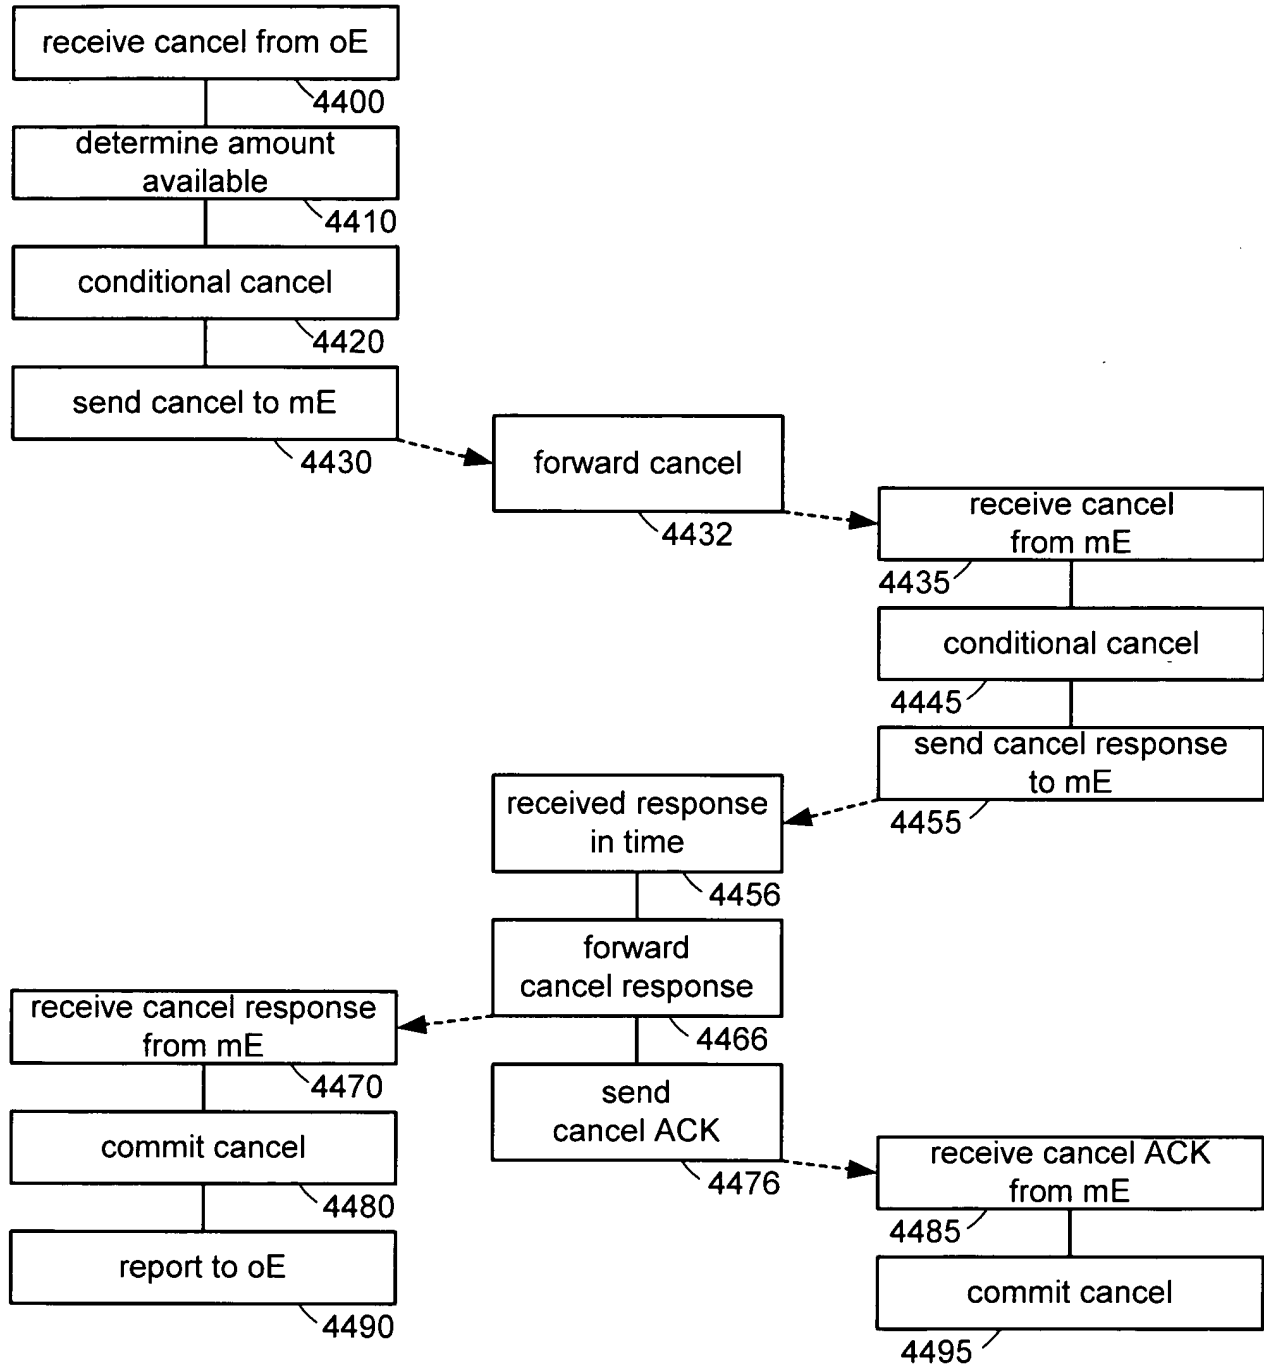 receive cancel from oE
4400
determine amount
available
4410
conditional cancel
4420
send cancel to mE
4430
forward cancel
4432
receive cancel
from mE
4435
conditional cancel
4445
send cancel response
to mE
4455
received response
in time
4456
forward
cancel response
4466
receive cancel response
from mE
4470
send
cancel ACK
4476
commit cancel
4480
receive cancel ACK
from mE
4485
report to oE
4490
commit cancel
4495